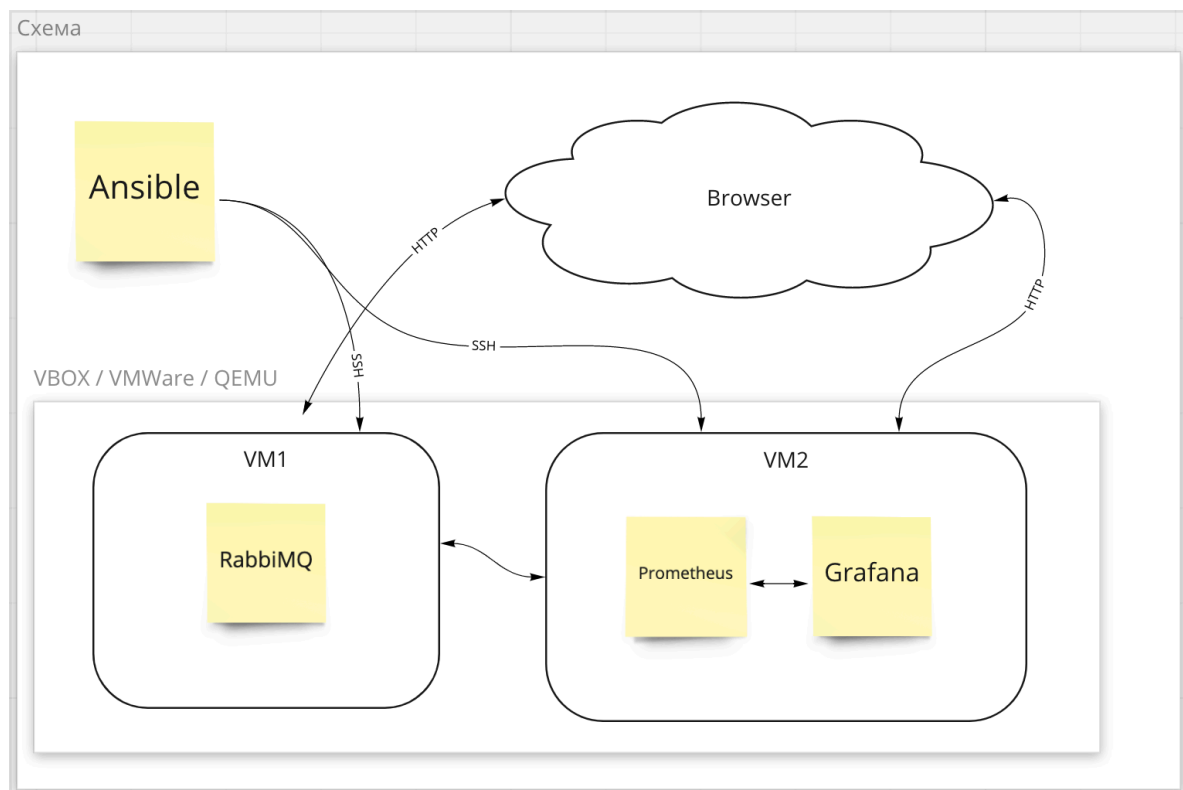 Схема
Ansible
Browser
HTTP
HTTP
SSH
SSH
VBOX / VMWare / QEMU
VM1
VM2
RabbiMQ
Prometheus
Grafana